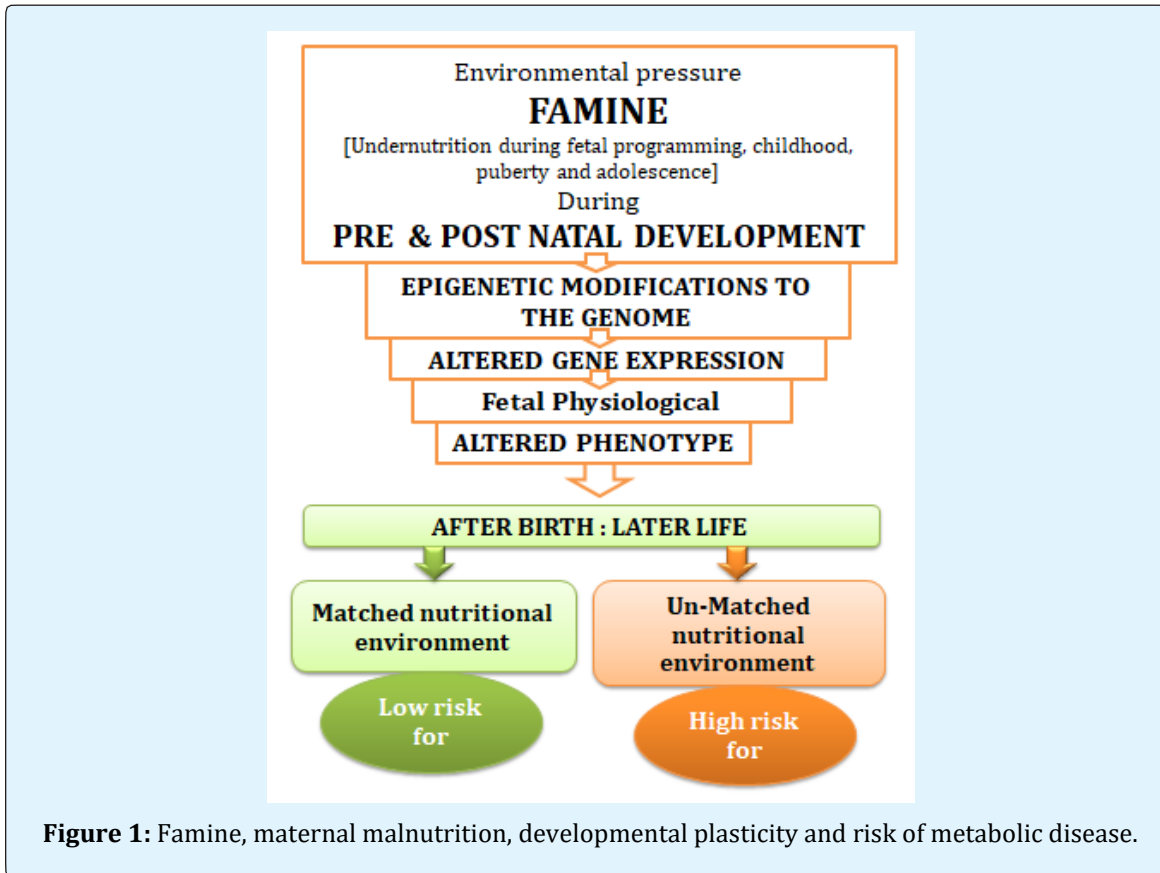 Environmental pressure
FAMINE
[Undernutrition during fetal programming, childhood,
puberty and adolescence]
During
PRE & POST NATAL DEVELOPMENT
EPIGENETIC MODIFICATIONS TO
THE GENOME
ALTERED GENE EXPRESSION
Fetal Physiological
ALTERED PHENOTYPE
AFTER BIRTH : LATER LIFE
Matched nutritional
environment
Un-Matched
nutritional
environment
Low risk
for
High risk
for
Figure 1: Famine, maternal malnutrition, developmental plasticity and risk of metabolic disease.